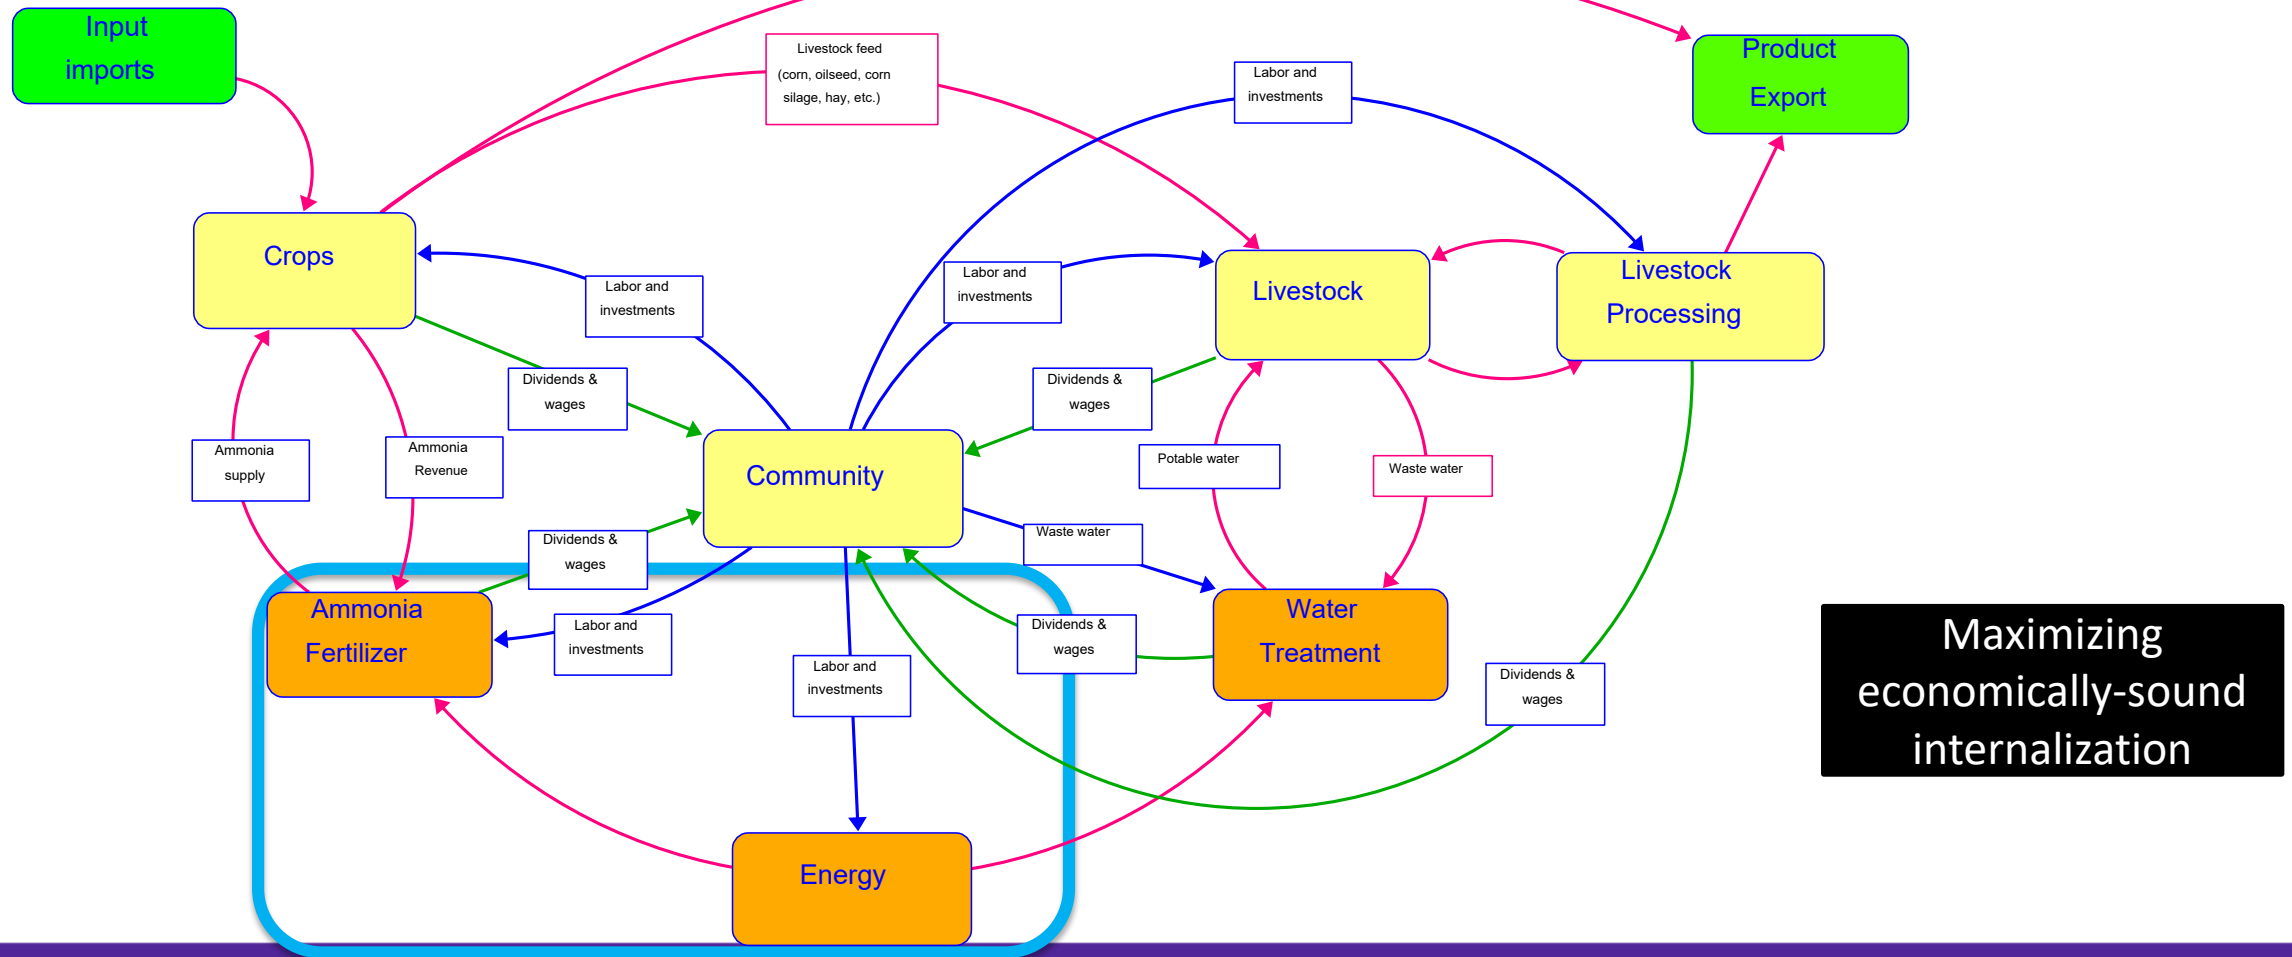 Input
imports
Livestock feed
(corn, oilseed, corn
silage, hay, etc.)
Labor and
investments
Product
Export
Crops
Labor and
investments
Labor and
investments
Livestock
Livestock
Processing
Dividends &
wages
Dividends &
wages
Ammonia
supply
Ammonia
Revenue
Community
Potable water
Waste water
Dividends &
wages
Waste water
Ammonia
Fertilizer
Labor and
investments
Labor and
investments
Dividends &
wages
Water
Treatment
Dividends &
wages
Maximizing
economically-sound
internalization
Energy